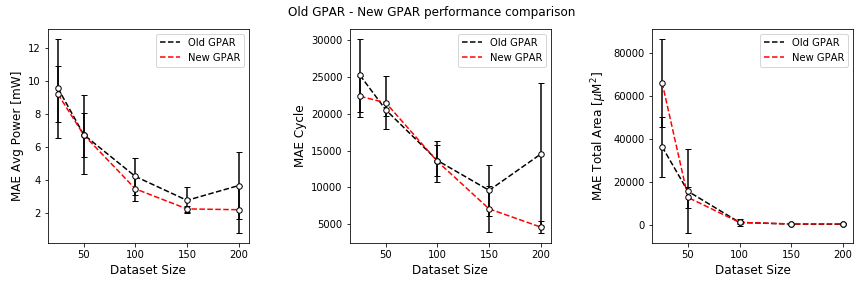 Old GPAR - New GPAR performance comparison
MAE Avg Power [mW]
12
10
8
6
4
2
Old GPAR
New GPAR
50
100
150
200
Dataset Size
MAE Cycle
30000
25000
20000
15000
10000
5000
Old GPAR
New GPAR
50
100
150
200
Dataset Size
MAE Total Area [μM²]
80000
60000
40000
20000
0
Old GPAR
New GPAR
50
100
150
200
Dataset Size